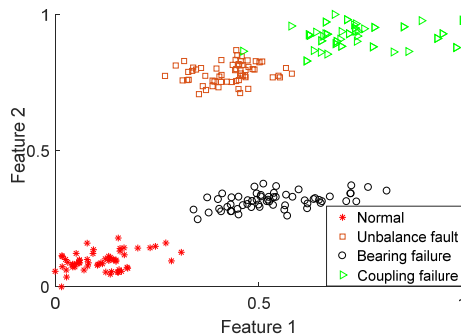 1
Feature 2
0.5
0
Normal
Unbalance fault
Bearing failure
Coupling failure
0
0.5
1
Feature 1